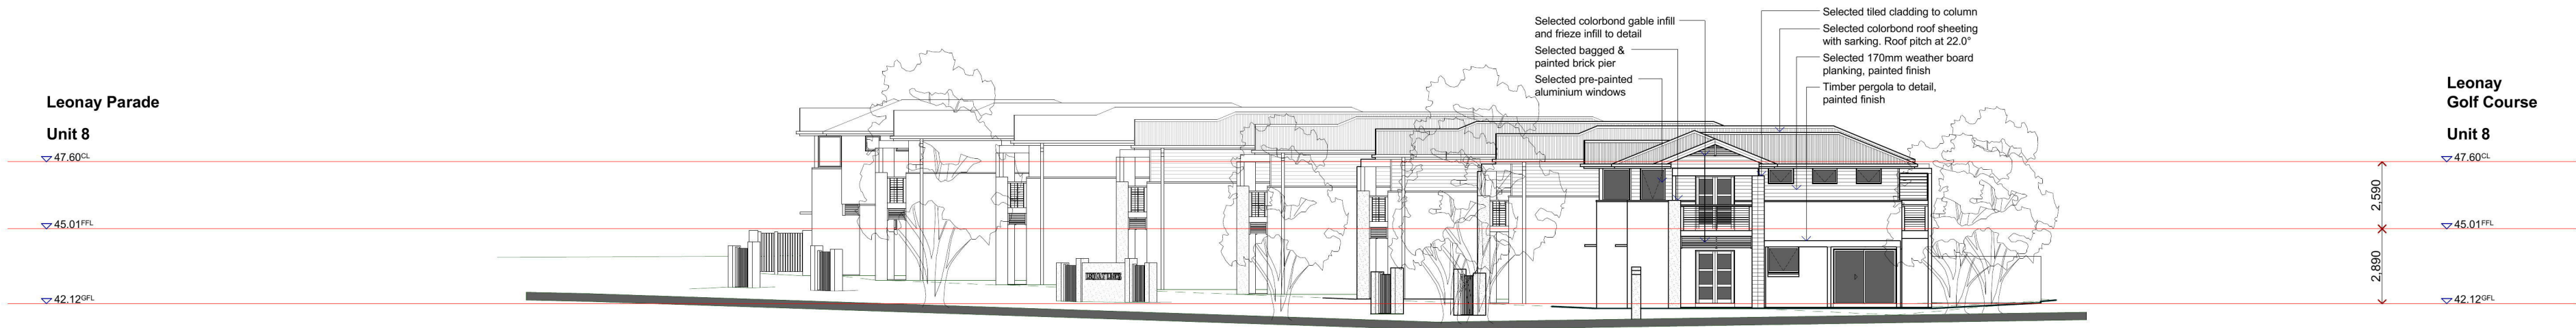 Leonay Parade
Unit 8
47.60CL
45.01FFL
42.12GFL
Selected colorbond gable infill
and frieze infill to detail
Selected bagged &
painted brick pier
Selected pre-painted
aluminium windows
Selected tiled cladding to column
Selected colorbond roof sheeting
with sarking. Roof pitch at 22.0°
Selected 170mm weather board
planking, painted finish
Timber pergola to detail,
painted finish
2,590
2,890
Leonay
Golf Course
Unit 8
47.60CL
45.01FFL
42.12GFL